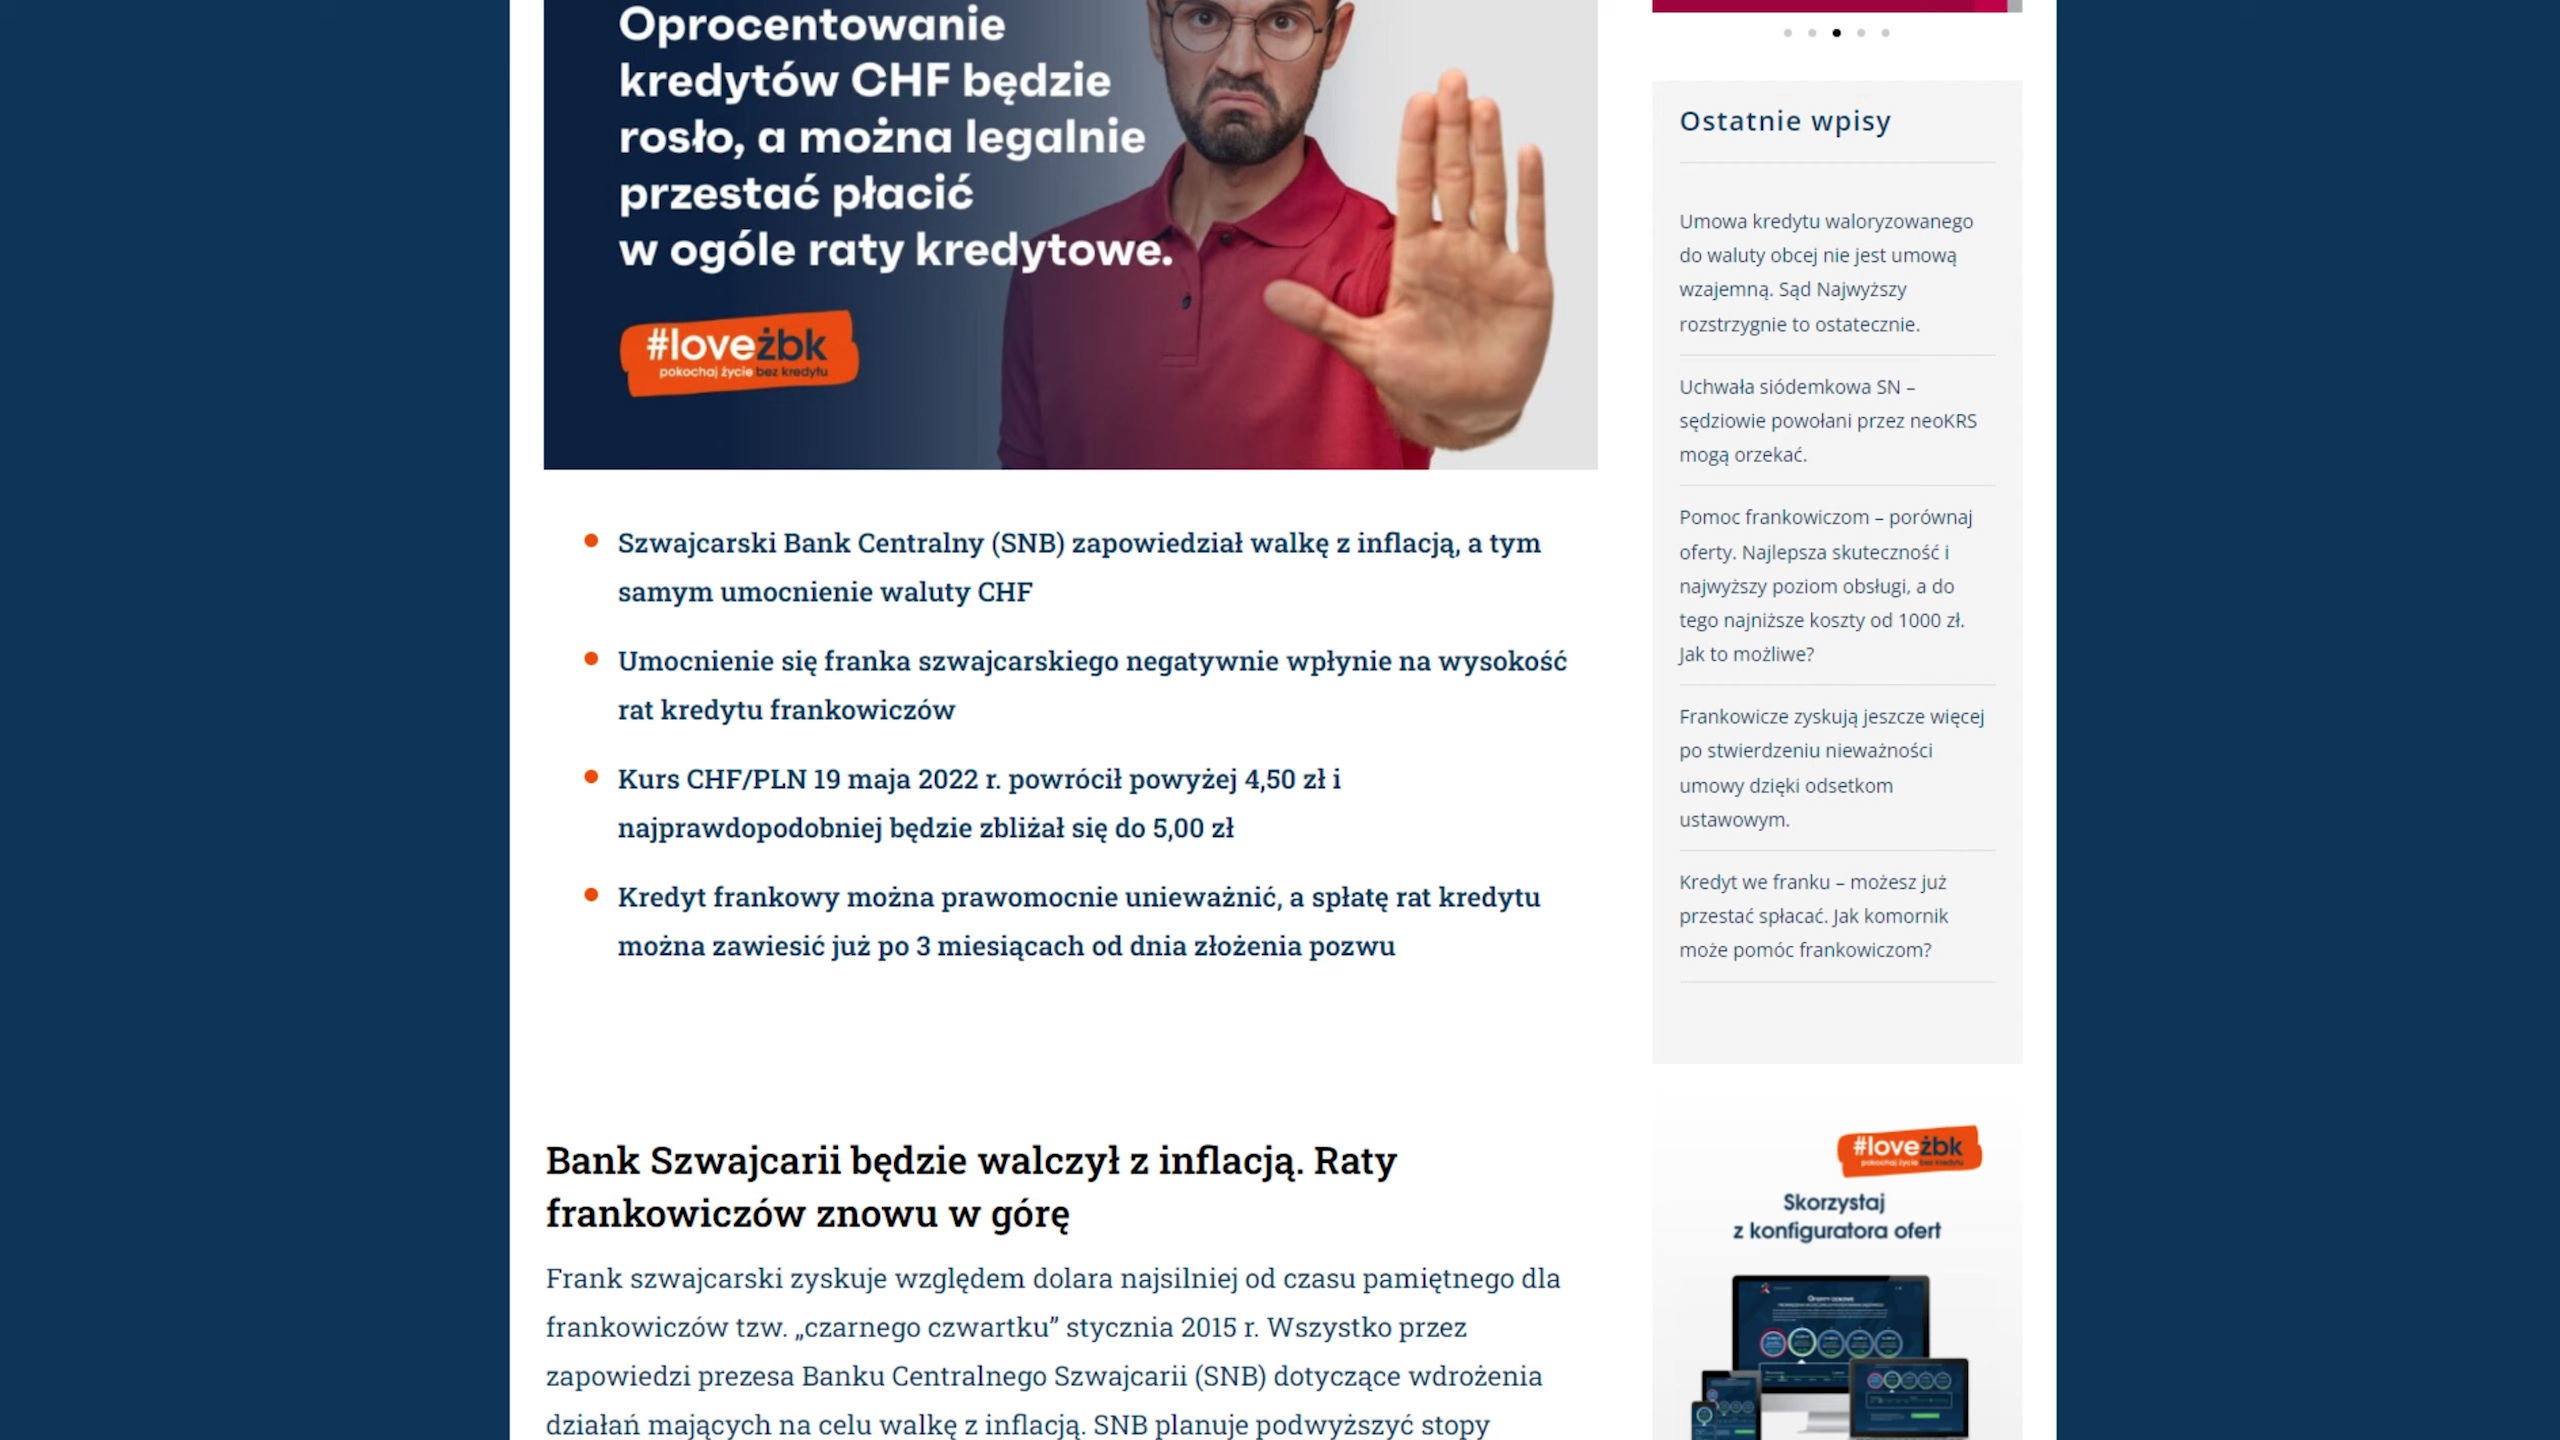 Oprocentowanie
kredytów CHF będzie
rosło, a można legalnie
przestać płacić
w ogóle raty kredytowe.
#loveżbk
pokochaj życie bez kredytu
Szwajcarski Bank Centralny (SNB) zapowiedział walkę z inflacją, a tym
samym umocnienie waluty CHF
Umocnienie się franka szwajcarskiego negatywnie wpłynie na wysokość
rat kredytu frankowiczów
Kurs CHF/PLN 19 maja 2022 r. powrócił powyżej 4,50 zł i
najprawdopodobniej będzie zbliżał się do 5,00 zł
Kredyt frankowy można prawomocnie unieważnić, a spłatę rat kredytu
można zawiesić już po 3 miesiącach od dnia złożenia pozwu
Bank Szwajcarii będzie walczył z inflacją. Raty
frankowiczów znowu w górę
Frank szwajcarski zyskuje względem dolara najsilniej od czasu pamiętnego dla
frankowiczów tzw. „czarnego czwartku” stycznia 2015 r. Wszystko przez
zapowiedzi prezesa Banku Centralnego Szwajcarii (SNB) dotyczące wdrożenia
działań mających na celu walkę z inflacją. SNB planuje podwyższyć stopy
Ostatnie wpisy
Umowa kredytu waloryzowanego
do waluty obcej nie jest umową
wzajemną. Sąd Najwyższy
rozstrzygnie to ostatecznie.
Uchwała siódemkowa SN –
sędziowie powołani przez neoKRS
mogą orzekać.
Pomoc frankowiczom – porównaj
oferty. Najlepsza skuteczność i
najwyższy poziom obsługi, a do
tego najniższe koszty od 1000 zł.
Jak to możliwe?
Frankowicze zyskują jeszcze więcej
po stwierdzeniu nieważności
umowy dzięki odsetkom
ustawowym.
Kredyt we franku – możesz już
przestać spłacać. Jak komornik
może pomóc frankowiczom?
#loveżbk
pokochaj życie bez kredytu
Skorzystaj
z konfiguratora ofert